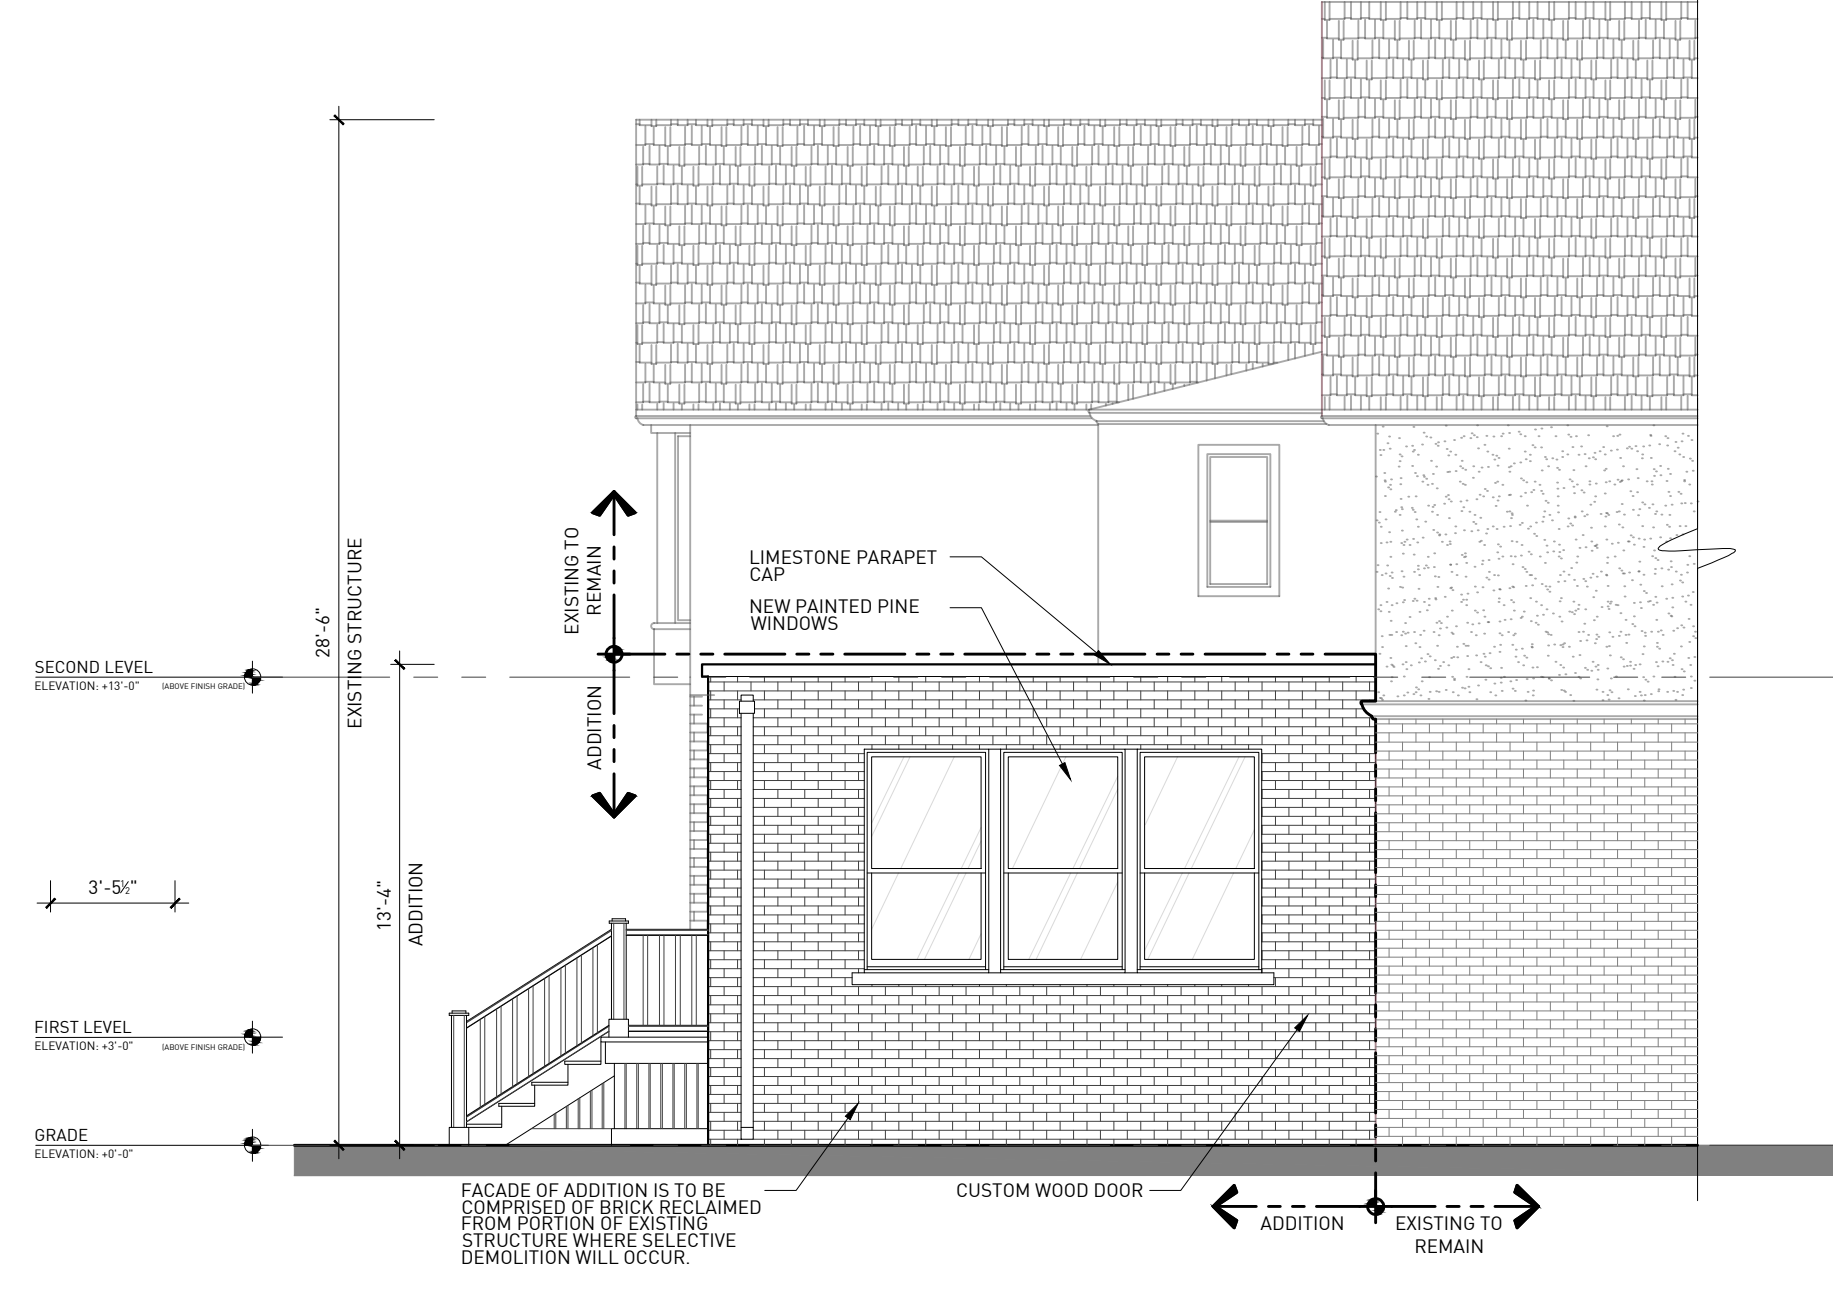 28'-6"
EXISTING STRUCTURE
EXISTING TO
REMAIN
LIMESTONE PARAPET
CAP
NEW PAINTED PINE
WINDOWS
SECOND LEVEL
ELEVATION: +13'-0" (ABOVE FINISH GRADE)
ADDITION
3'-5½"
13'-4"
ADDITION
FIRST LEVEL
ELEVATION: +3'-0" (ABOVE FINISH GRADE)
GRADE
ELEVATION: +0'-0"
FACADE OF ADDITION IS TO BE
COMPRISED OF BRICK RECLAIMED
FROM PORTION OF EXISTING
STRUCTURE WHERE SELECTIVE
DEMOLITION WILL OCCUR.
CUSTOM WOOD DOOR
ADDITION
EXISTING TO
REMAIN